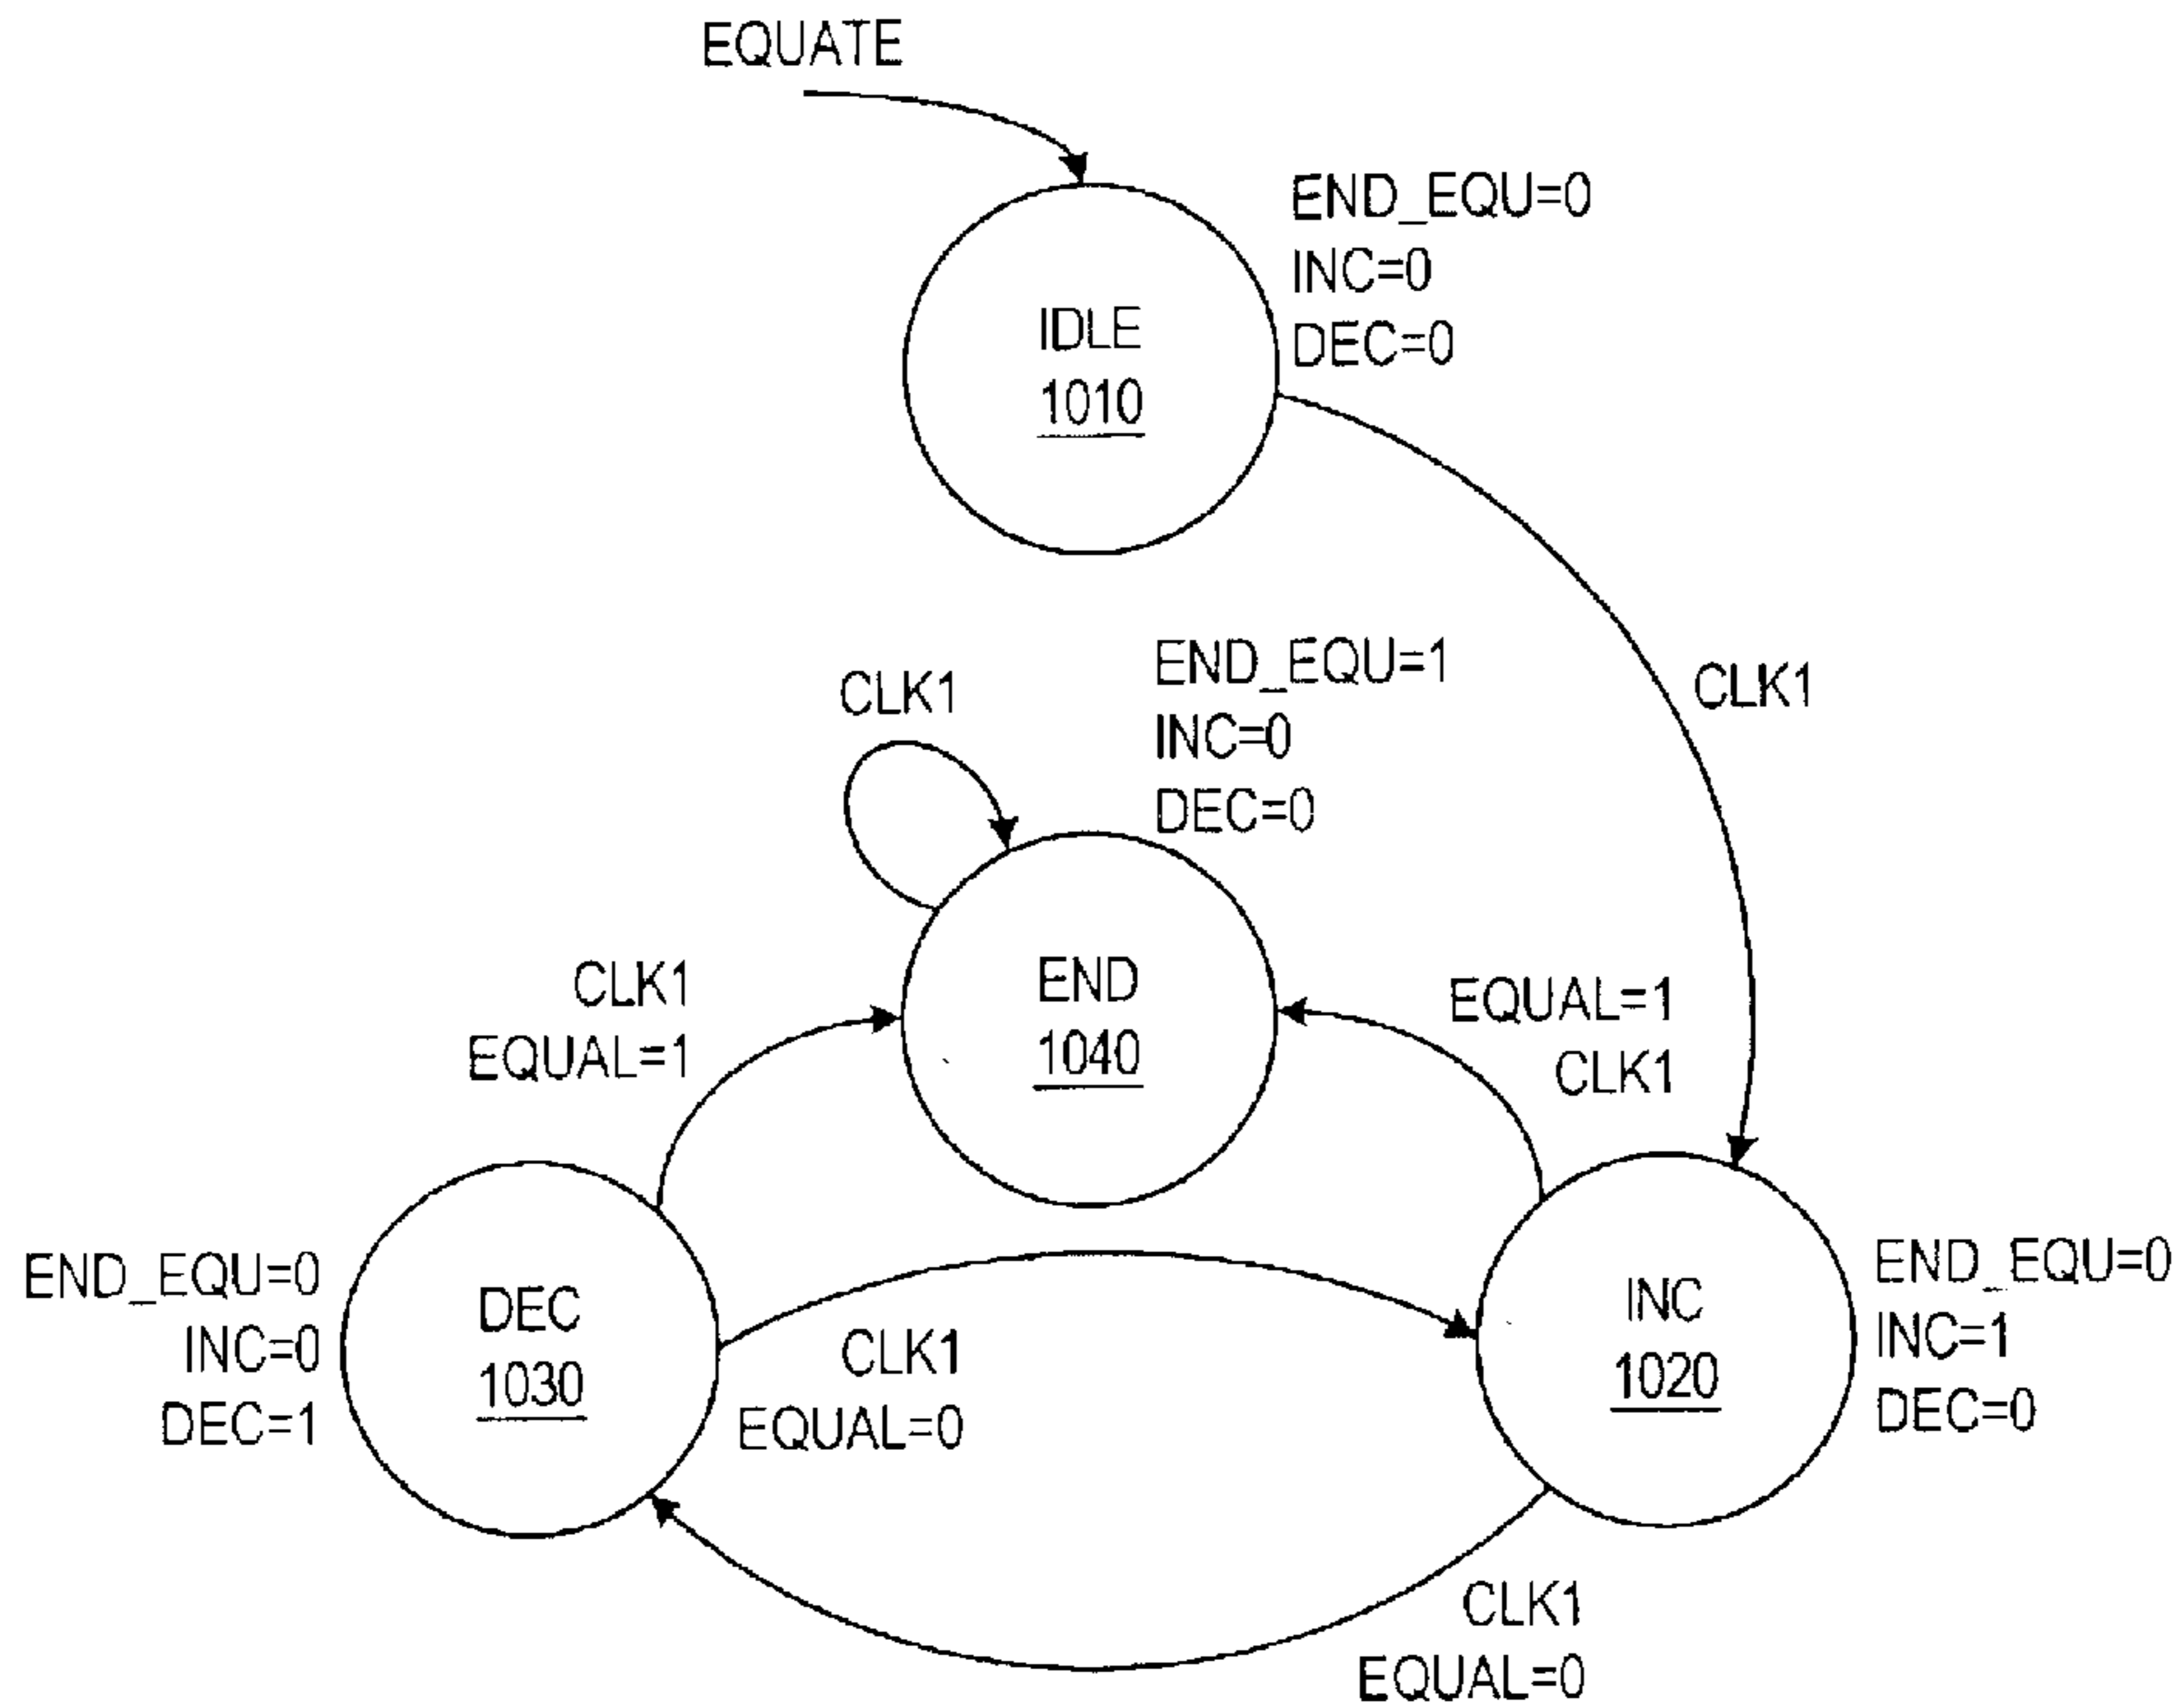 EQUATE
END_EQU=0
INC=0
DEC=0
IDLE
1010
CLK1
END_EQU=1
INC=0
DEC=0
CLK1
END
1040
CLK1
EQUAL=1
EQUAL=1
CLK1
END_EQU=0
INC=0
DEC=1
DEC
1030
CLK1
EQUAL=0
INC
1020
END_EQU=0
INC=1
DEC=0
CLK1
EQUAL=0